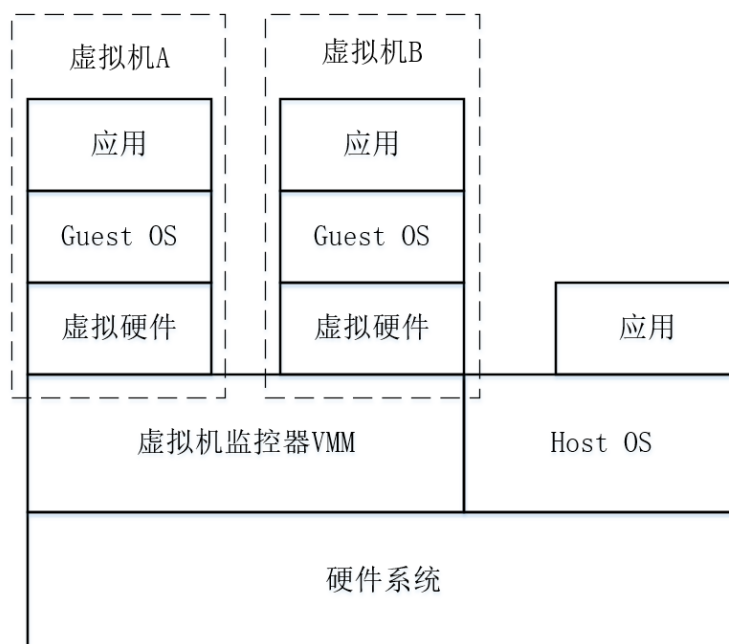 虚拟机A
虚拟机B
应用
应用
Guest OS
Guest OS
虚拟硬件
虚拟硬件
应用
虚拟机监控器VMM
Host OS
硬件系统